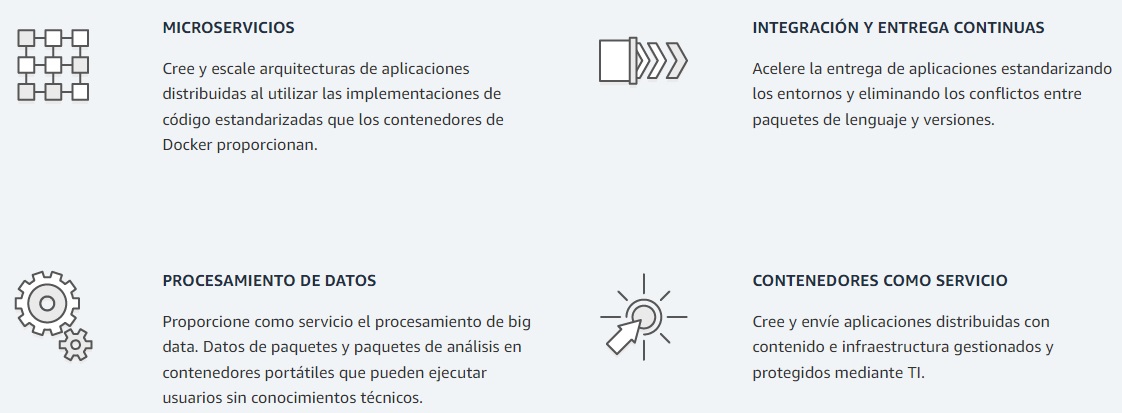 MICROSERVICIOS
Cree y escale arquitecturas de aplicaciones
distribuidas al utilizar las implementaciones de
código estandarizadas que los contenedores de
Docker proporcionan.
INTEGRACIÓN Y ENTREGA CONTINUAS
Acelere la entrega de aplicaciones estandarizando
los entornos y eliminando los conflictos entre
paquetes de lenguaje y versiones.
PROCESAMIENTO DE DATOS
Proporcione como servicio el procesamiento de big
data. Datos de paquetes y paquetes de análisis en
contenedores portátiles que pueden ejecutar
usuarios sin conocimientos técnicos.
CONTENEDORES COMO SERVICIO
Cree y envíe aplicaciones distribuidas con
contenido e infraestructura gestionados y
protegidos mediante TI.